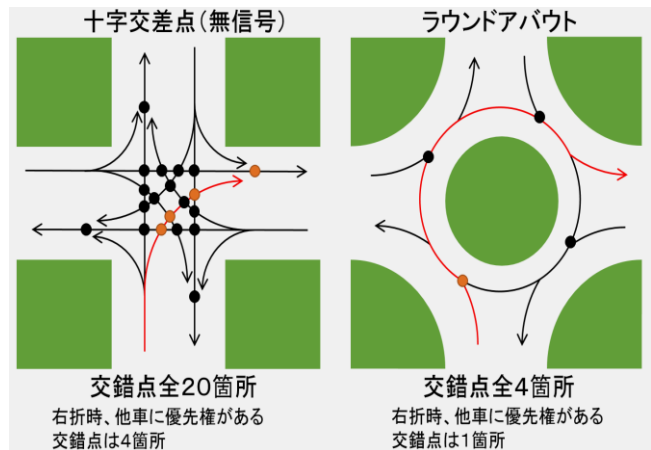 十字交差点(無信号)
ラウンドアバウト
交錯点全20箇所
右折時、他車に優先権がある
交錯点は4箇所
交錯点全4箇所
右折時、他車に優先権がある
交錯点は1箇所